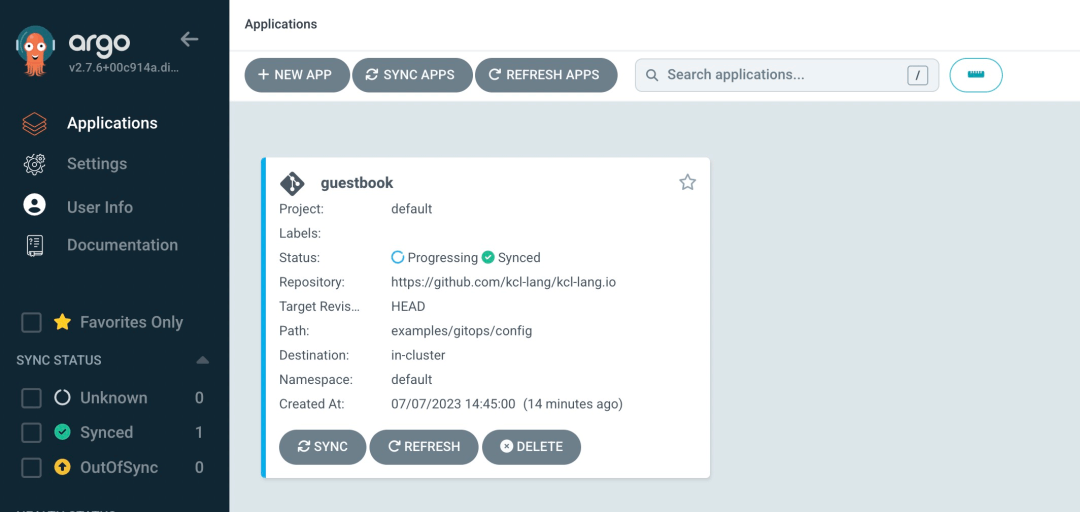 argo
v2.7.6+00c914a.di...
Applications
Settings
User Info
Documentation
Favorites Only
SYNC STATUS
Unknown 0
Synced 1
OutOfSync 0
Applications
+ NEW APP SYNC APPS REFRESH APPS Search applications... /
guestbook
Project: default
Labels:
Status: Progressing Synced
Repository: https://github.com/kcl-lang/kcl-lang.io
Target Revis... HEAD
Path: examples/gitops/config
Destination: in-cluster
Namespace: default
Created At: 07/07/2023 14:45:00 (14 minutes ago)
SYNC REFRESH DELETE